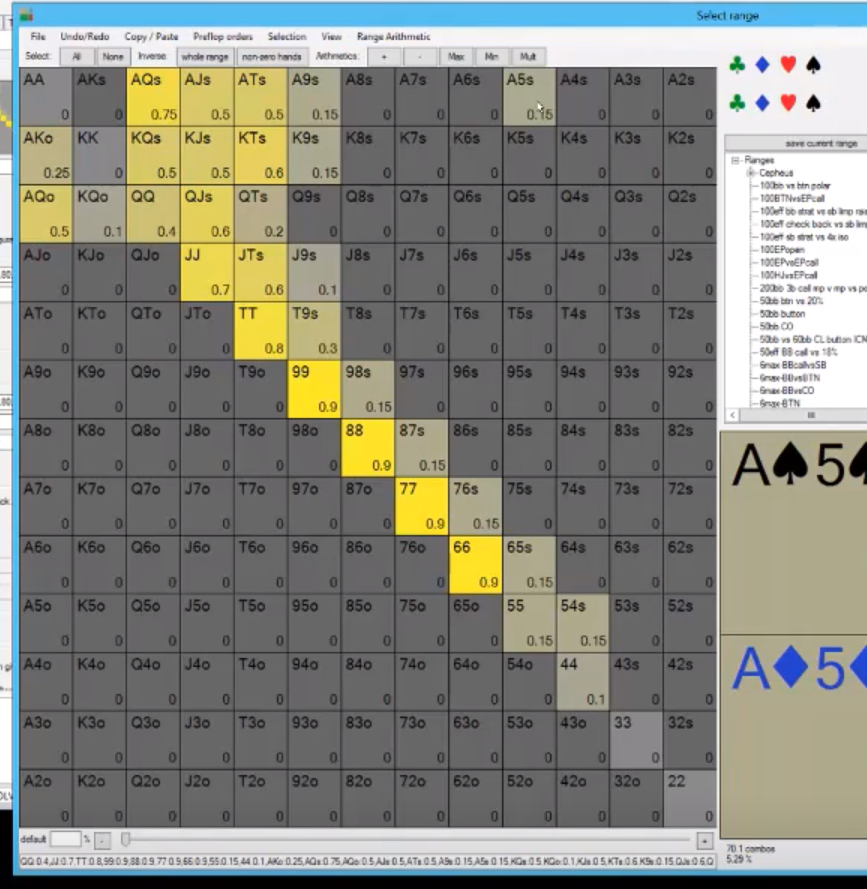 Select range
File Undo/Redo Copy / Paste Preflop orders Selection View Range Arithmetic
Select: All None Inverse: whole range non-zero hands Arithmetics: + - Max Min Mult
AA AKs AQs AJs ATs A9s A8s A7s A6s A5s A4s A3s A2s
0 0 0.75 0.5 0.5 0.15 0 0 0 0.15 0 0 0
AKo KK KQs KJs KTs K9s K8s K7s K6s K5s K4s K3s K2s
0.25 0 0.5 0.5 0.6 0.15 0 0 0 0 0 0 0
AQo KQo QQ QJs QTs Q9s Q8s Q7s Q6s Q5s Q4s Q3s Q2s
0.5 0.1 0.4 0.6 0.2 0 0 0 0 0 0 0 0
AJo KJo QJo JJ JTs J9s J8s J7s J6s J5s J4s J3s J2s
0 0 0 0.7 0.6 0.1 0 0 0 0 0 0 0
ATo KTo QTo JTo TT T9s T8s T7s T6s T5s T4s T3s T2s
0 0 0 0 0.8 0.3 0 0 0 0 0 0 0
A9o K9o Q9o J9o T9o 99 98s 97s 96s 95s 94s 93s 92s
0 0 0 0 0 0.9 0.15 0 0 0 0 0 0
A8o K8o Q8o J8o T8o 98o 88 87s 86s 85s 84s 83s 82s
0 0 0 0 0 0 0.9 0.15 0 0 0 0 0
A7o K7o Q7o J7o T7o 97o 87o 77 76s 75s 74s 73s 72s
0 0 0 0 0 0 0 0.9 0.15 0 0 0 0
A6o K6o Q6o J6o T6o 96o 86o 76o 66 65s 64s 63s 62s
0 0 0 0 0 0 0 0 0.9 0.15 0 0 0
A5o K5o Q5o J5o T5o 95o 85o 75o 65o 55 54s 53s 52s
0 0 0 0 0 0 0 0 0 0.15 0.15 0 0
A4o K4o Q4o J4o T4o 94o 84o 74o 64o 54o 44 43s 42s
0 0 0 0 0 0 0 0 0 0 0.1 0 0
A3o K3o Q3o J3o T3o 93o 83o 73o 63o 53o 43o 33 32s
0 0 0 0 0 0 0 0 0 0 0 0 0
A2o K2o Q2o J2o T2o 92o 82o 72o 62o 52o 42o 32o 22
0 0 0 0 0 0 0 0 0 0 0 0 0
default % - +
QQ:0.4,JJ:0.7,TT:0.8,99:0.9,88:0.9,77:0.9,66:0.9,55:0.15,44:0.1,AKo:0.25,AQs:0.75,AQo:0.5,AJs:0.5,ATs:0.5,A9s:0.15,A5s:0.15,KQs:0.5,KQo:0.1,KJs:0.5,KTs:0.6,K9s:0.15,QJs:0.6,Q
♣ ♦ ♥ ♠
♣ ♦ ♥ ♠
save current range
Ranges
Cepheus
100bb vs btn polar
100BTNvsEPcall
100eff bb strat vs sb limp rai
100eff check back vs sb lim
100eff sb strat vs 4x iso
100EPopen
100EPvsEPcall
100HJvsEPcall
200bb 3b call mp v mp vs po
50bb btn vs 20%
50bb button
50bb CO
50bb vs 60bb CL button ICM
50eff BB call vs 18%
6max-BBcallvsSB
6max-BBvsBTN
6max-BBvsCO
6max-BTN
A♠5♠
A♦5♦
70.1 combos
5.29 %